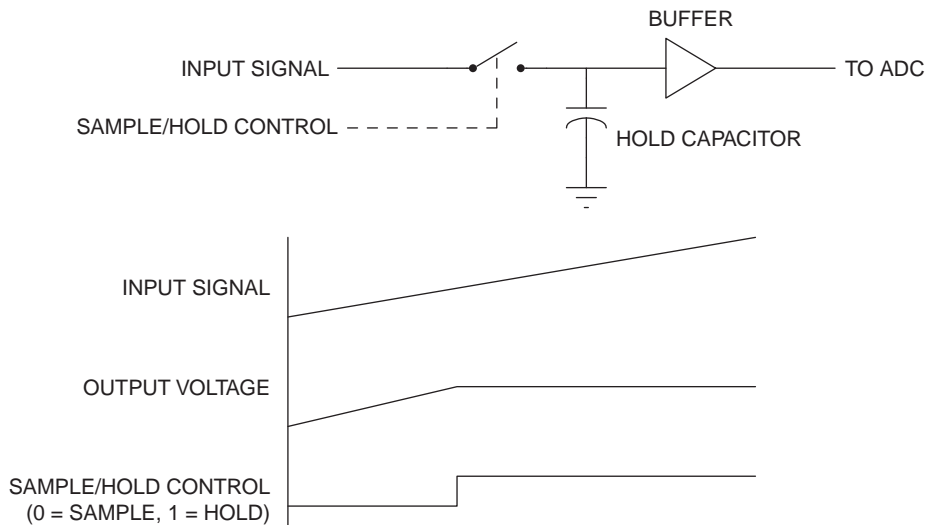 BUFFER
INPUT SIGNAL
TO ADC
SAMPLE/HOLD CONTROL
HOLD CAPACITOR
INPUT SIGNAL
OUTPUT VOLTAGE
SAMPLE/HOLD CONTROL
(0 = SAMPLE, 1 = HOLD)